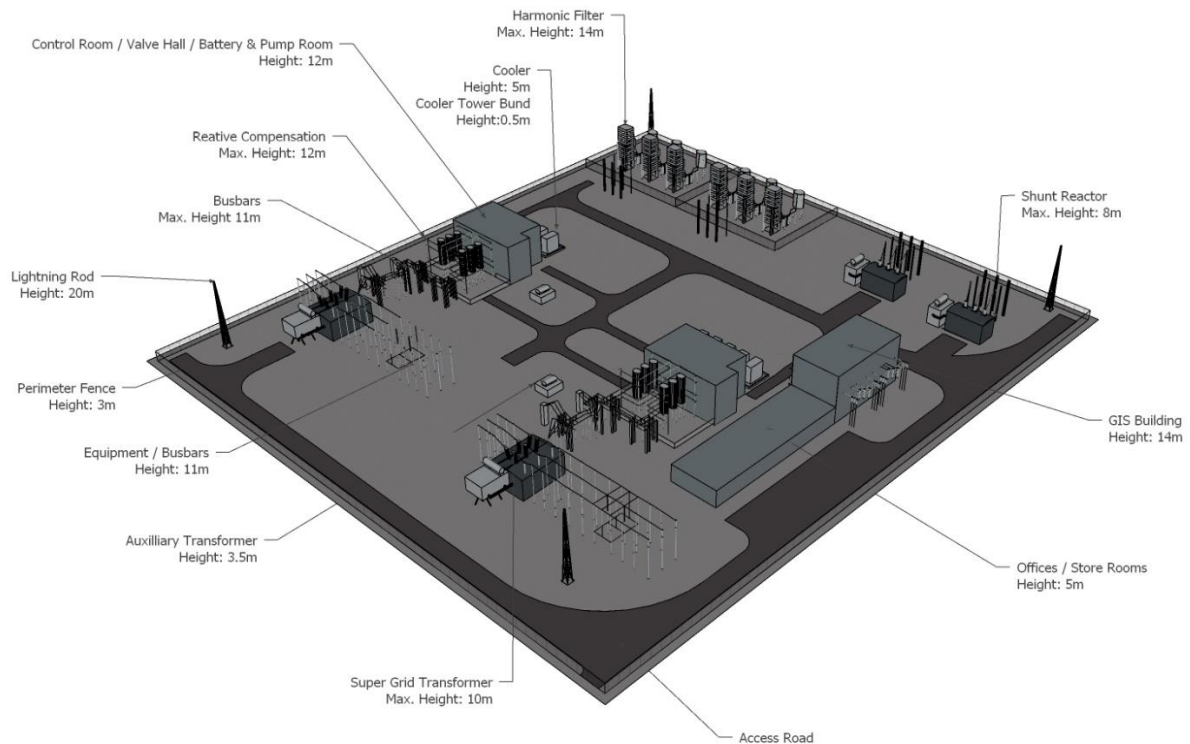 Harmonic Filter
Max. Height: 14m
Control Room / Valve Hall / Battery & Pump Room
Height: 12m
Cooler
Height: 5m
Cooler Tower Bund
Height:0.5m
Reative Compensation
Max. Height: 12m
Busbars
Max. Height 11m
Shunt Reactor
Max. Height: 8m
Lightning Rod
Height: 20m
Perimeter Fence
Height: 3m
GIS Building
Height: 14m
Equipment / Busbars
Height: 11m
Auxilliary Transformer
Height: 3.5m
Offices / Store Rooms
Height: 5m
Super Grid Transformer
Max. Height: 10m
Access Road